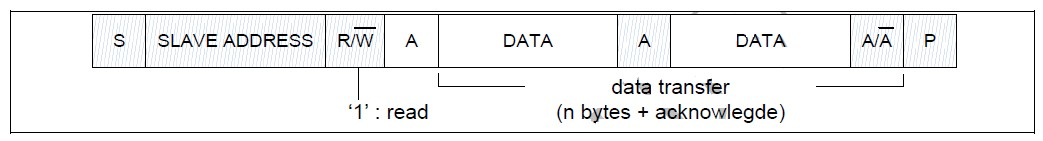 S SLAVE ADDRESS R/W̅ A DATA A DATA A/A̅ P
data transfer
‘1’ : read (n bytes + acknowlegde)